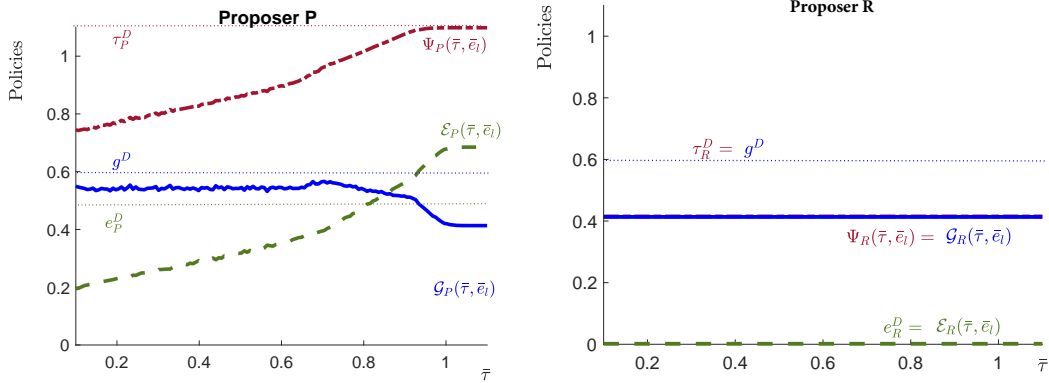 Proposer P
Policies
1
0.8
0.6
0.4
0.2
0
0.2
0.4
0.6
0.8
1
τ̄
τ_P^D
Ψ_P(τ̄, ē_l)
ℰ_P(τ̄, ē_l)
g^D
e_P^D
𝒢_P(τ̄, ē_l)
Proposer R
Policies
1
0.8
0.6
0.4
0.2
0
0.2
0.4
0.6
0.8
1
τ̄
τ_R^D = g^D
Ψ_R(τ̄, ē_l) = 𝒢_R(τ̄, ē_l)
e_R^D = ℰ_R(τ̄, ē_l)